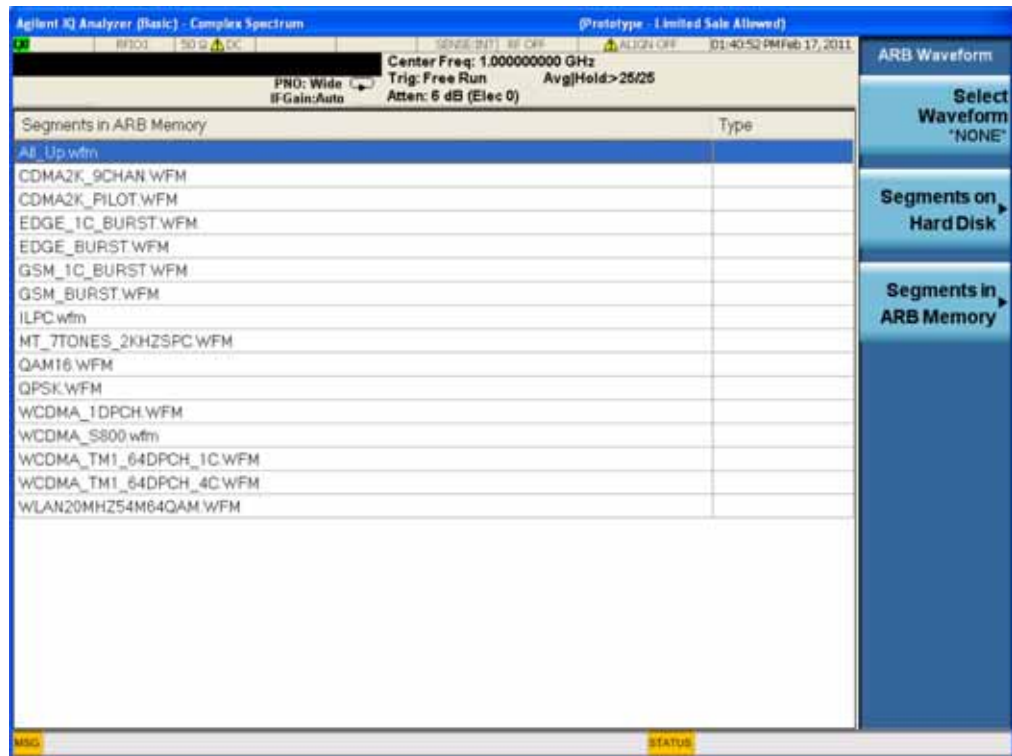 Agilent IQ Analyzer (Basic) - Complex Spectrum (Prototype - Limited Sale Allowed)
50 Ω DC SENSE:INT RF OFF ALIGN OFF 01:40:52 PM Feb 17, 2011
Center Freq: 1.000000000 GHz
PNO: Wide Trig: Free Run Avg|Hold:>25/25
IFGain:Auto Atten: 6 dB (Elec 0)
ARB Waveform
Select Waveform
"NONE"
Segments on Hard Disk
Segments in ARB Memory
Segments in ARB Memory Type
All_Up.wfm
CDMA2K_9CHAN.WFM
CDMA2K_PILOT.WFM
EDGE_1C_BURST.WFM
EDGE_BURST.WFM
GSM_1C_BURST.WFM
GSM_BURST.WFM
ILPC.wfm
MT_7TONES_2KHZSPC.WFM
QAM16.WFM
QPSK.WFM
WCDMA_1DPCH.WFM
WCDMA_S800.wfm
WCDMA_TM1_64DPCH_1C.WFM
WCDMA_TM1_64DPCH_4C.WFM
WLAN20MHZ54M64QAM.WFM
MSG STATUS